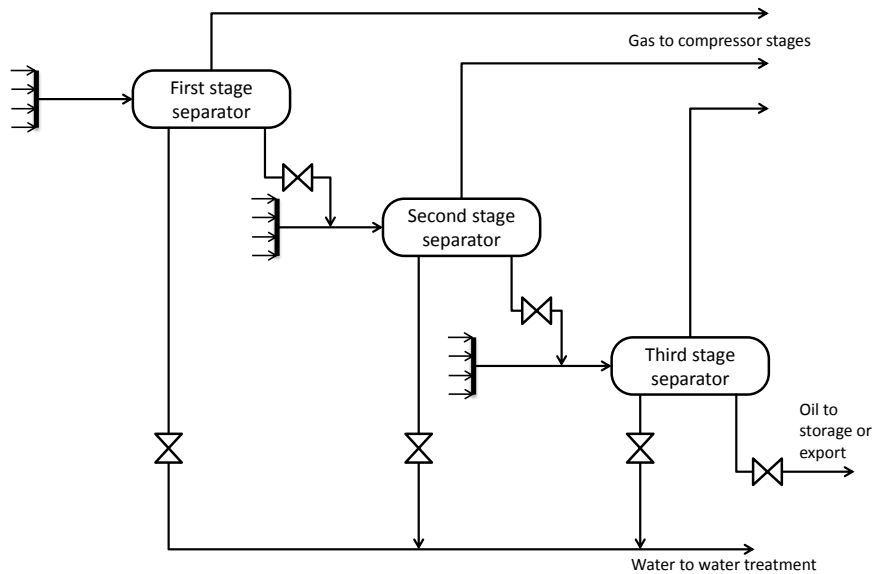 Gas to compressor stages
First stage
separator
Second stage
separator
Third stage
separator
Oil to
storage or
export
Water to water treatment